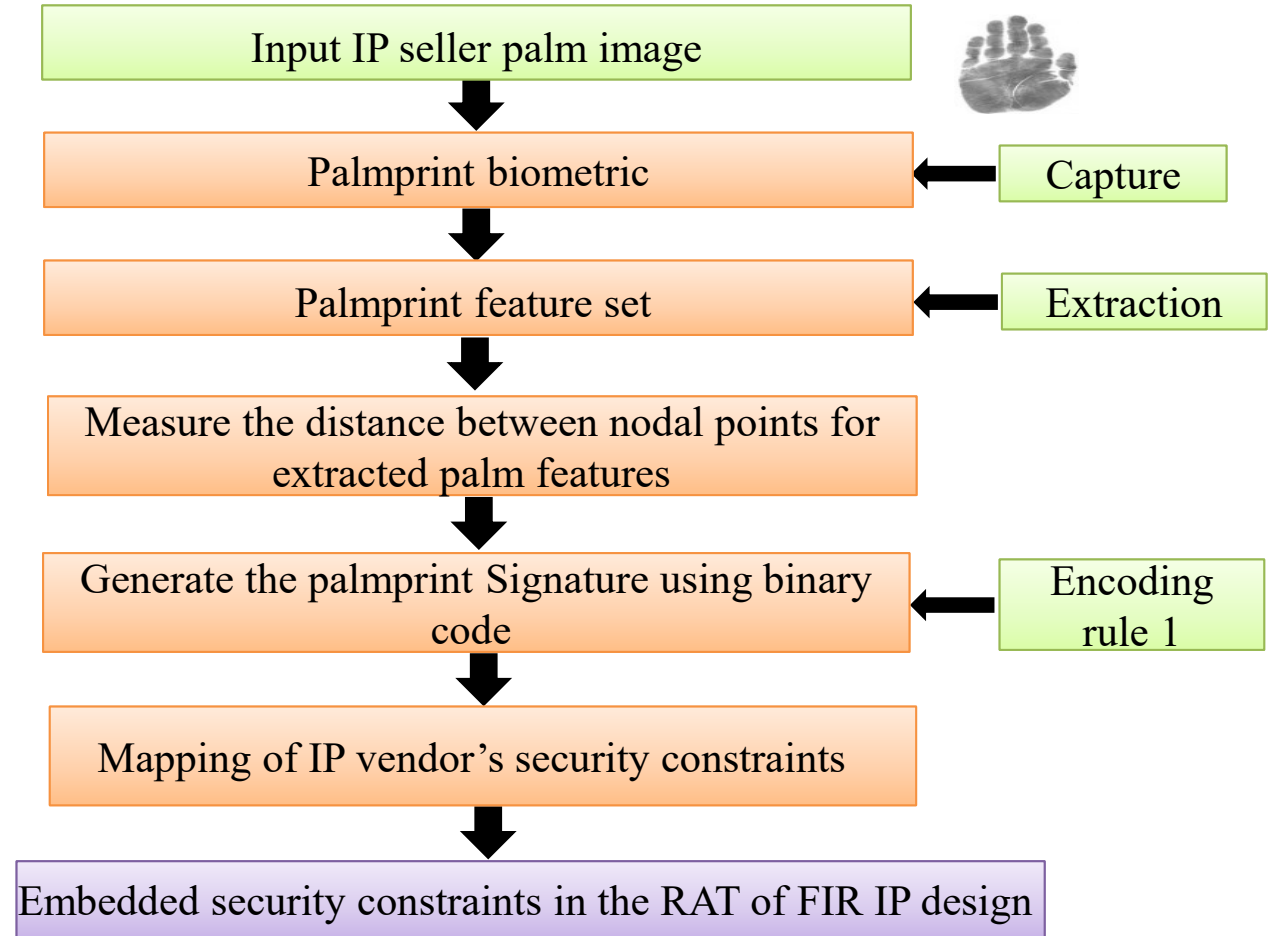 Input IP seller palm image
Palmprint biometric
Capture
Palmprint feature set
Extraction
Measure the distance between nodal points for
extracted palm features
Generate the palmprint Signature using binary
code
Encoding
rule 1
Mapping of IP vendor’s security constraints
Embedded security constraints in the RAT of FIR IP design